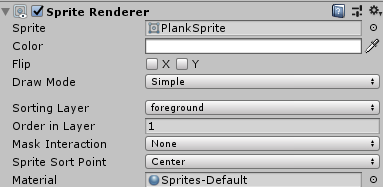 Sprite Renderer
Sprite PlankSprite
Color
Flip X Y
Draw Mode Simple
Sorting Layer foreground
Order in Layer 1
Mask Interaction None
Sprite Sort Point Center
Material Sprites-Default